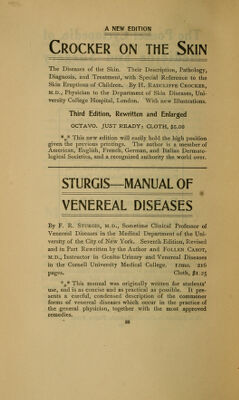 A NEW EDITION
CROCKER ON THE SKIN
The Diseases of the Skin. Their Description, Pathology,
Diagnosis, and Treatment, with Special Reference to the
Skin Eruptions of Children. By H. RADCLIFFE CROCKER,
M.D., Physician to the Department of Skin Diseases, Uni-
versity College Hospital, London. With new Illustrations.
Third Edition, Rewritten and Enlarged
OCTAVO. JUST READY; CLOTH, $5.00
*** This new edition will easily hold the high position
given the previous printings. The author is a member of
American, English, French, German, and Italian Dermato-
logical Societies, and a recognized authority the world over.
STURGIS—MANUAL OF
VENEREAL DISEASES
By F. R. STURGIS, M.D., Sometime Clinical Professor of
Venereal Diseases in the Medical Department of the Uni-
versity of the City of New York. Seventh Edition, Revised
and in Part Rewritten by the Author and FOLLEN CABOT,
M.D., Instructor in Genito-Urinary and Venereal Diseases
in the Cornell University Medical College. 12mo. 216
pages. Cloth, $1.25
*** This manual was originally written for students'
use, and is as concise and as practical as possible. It pre-
sents a careful, condensed description of the commoner
forms of venereal diseases which occur in the practice of
the general physician, together with the most approved
remedies.